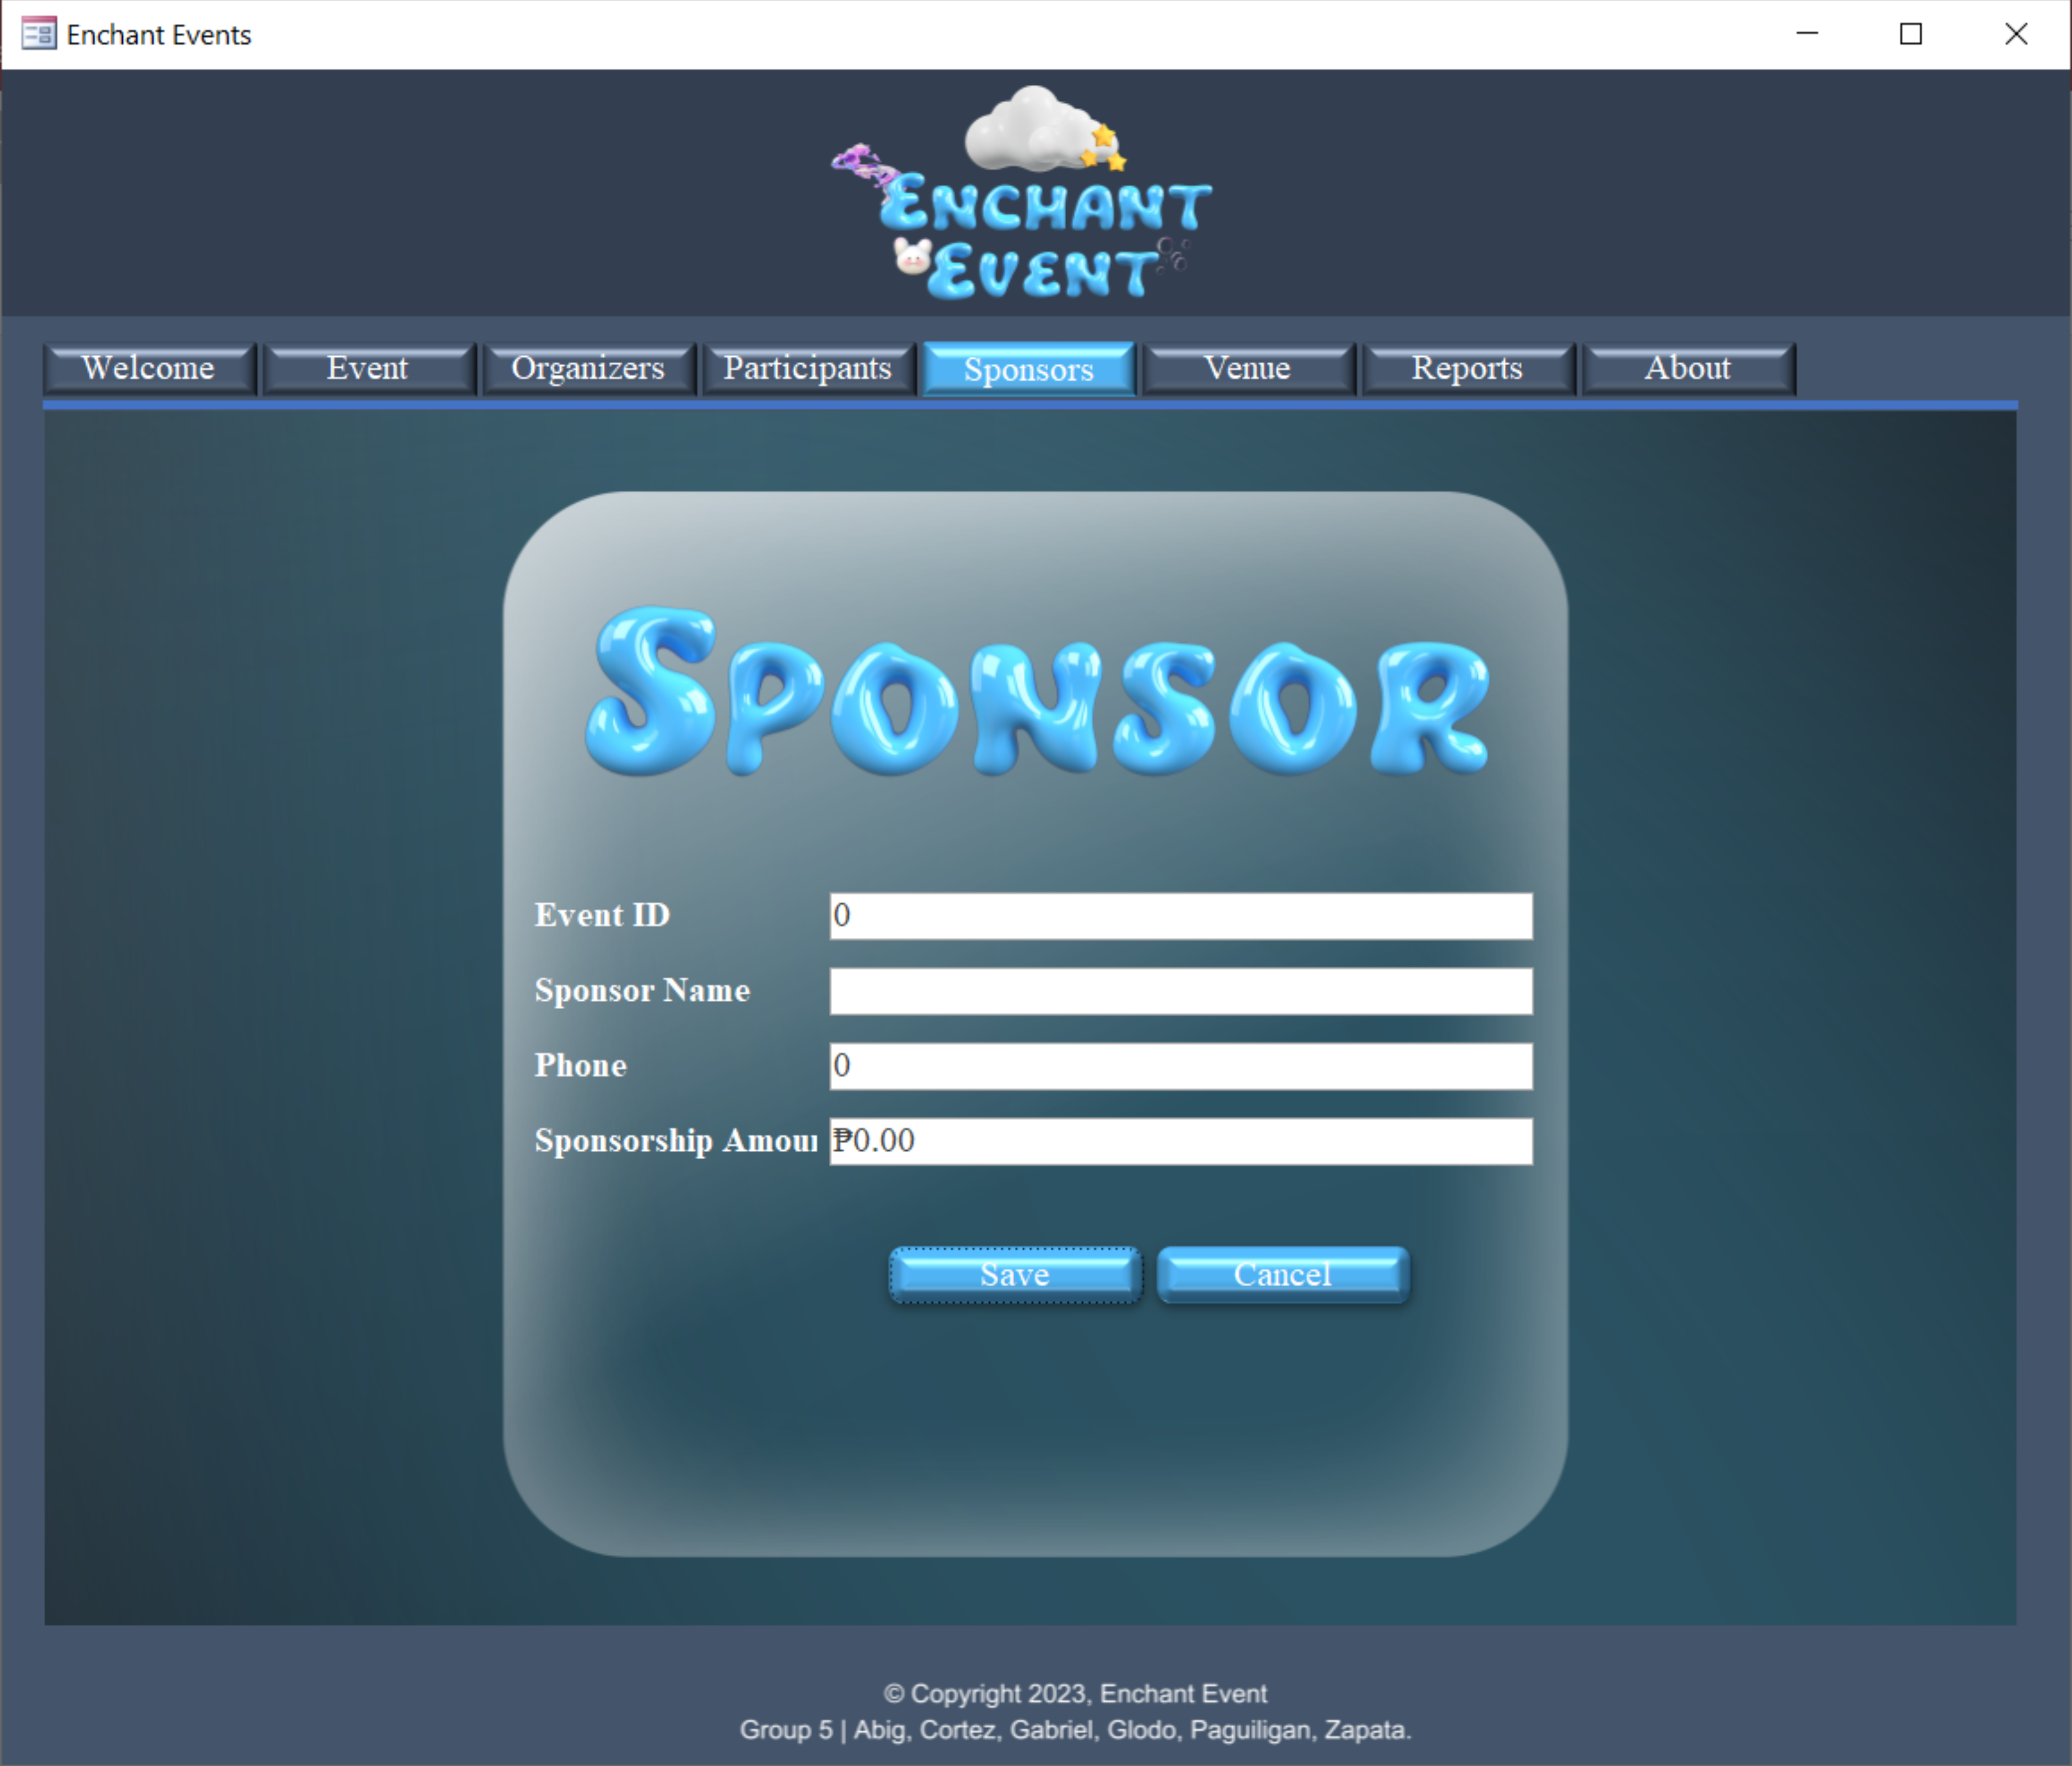 Enchant Events
ENCHANT
EVENT
Welcome Event Organizers Participants Sponsors Venue Reports About
SPONSOR
Event ID 0
Sponsor Name
Phone 0
Sponsorship Amou ₱0.00
Save Cancel
© Copyright 2023, Enchant Event
Group 5 | Abig, Cortez, Gabriel, Glodo, Paguiligan, Zapata.